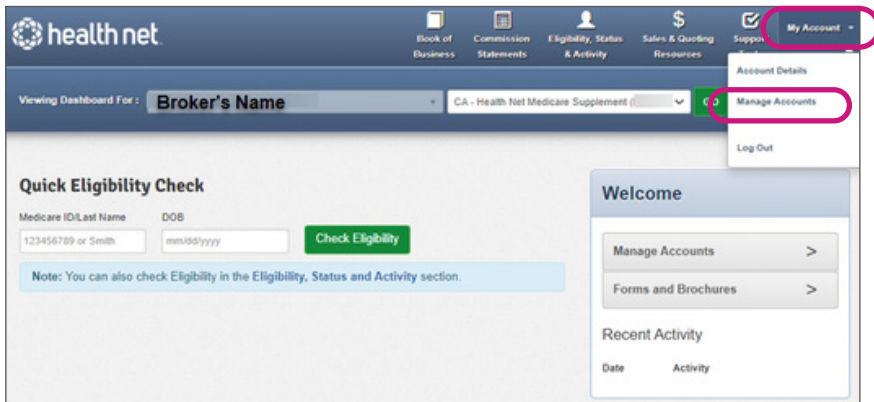 health net
Book of Business
Commission Statements
Eligibility, Status & Activity
Sales & Quoting Resources
My Account
Account Details
Manage Accounts
Log Out
Viewing Dashboard For :
Broker's Name
CA - Health Net Medicare Supplement (
Quick Eligibility Check
Medicare ID/Last Name
DOB
123456789 or Smith
mm/dd/yyyy
Check Eligibility
Note: You can also check Eligibility in the Eligibility, Status and Activity section.
Welcome
Manage Accounts >
Forms and Brochures >
Recent Activity
Date Activity